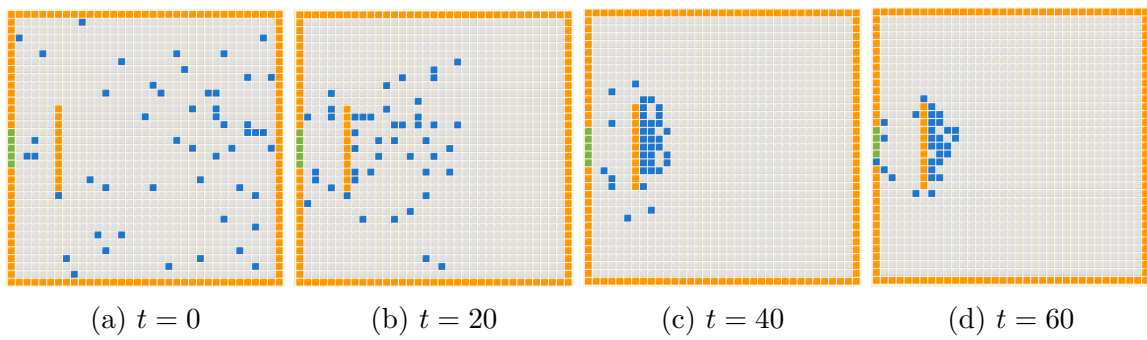 (a) t = 0
(b) t = 20
(c) t = 40
(d) t = 60